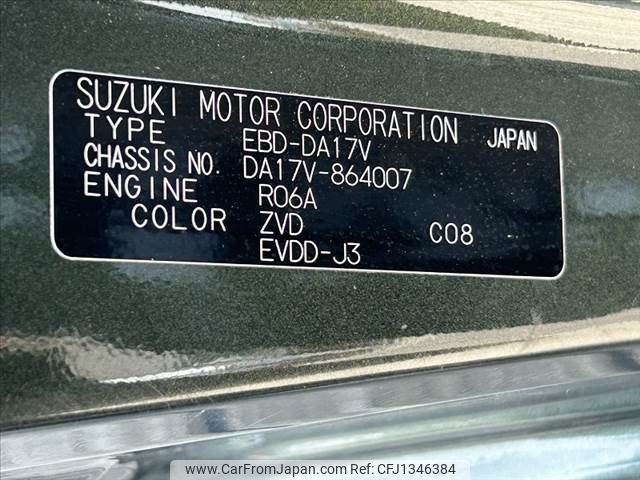 SUZUKI MOTOR CORPORATION JAPAN
TYPE EBD-DA17V
CHASSIS NO. DA17V-864007
ENGINE R06A
COLOR ZVD C08
EVDD-J3
www.CarFromJapan.com CFJ1346384